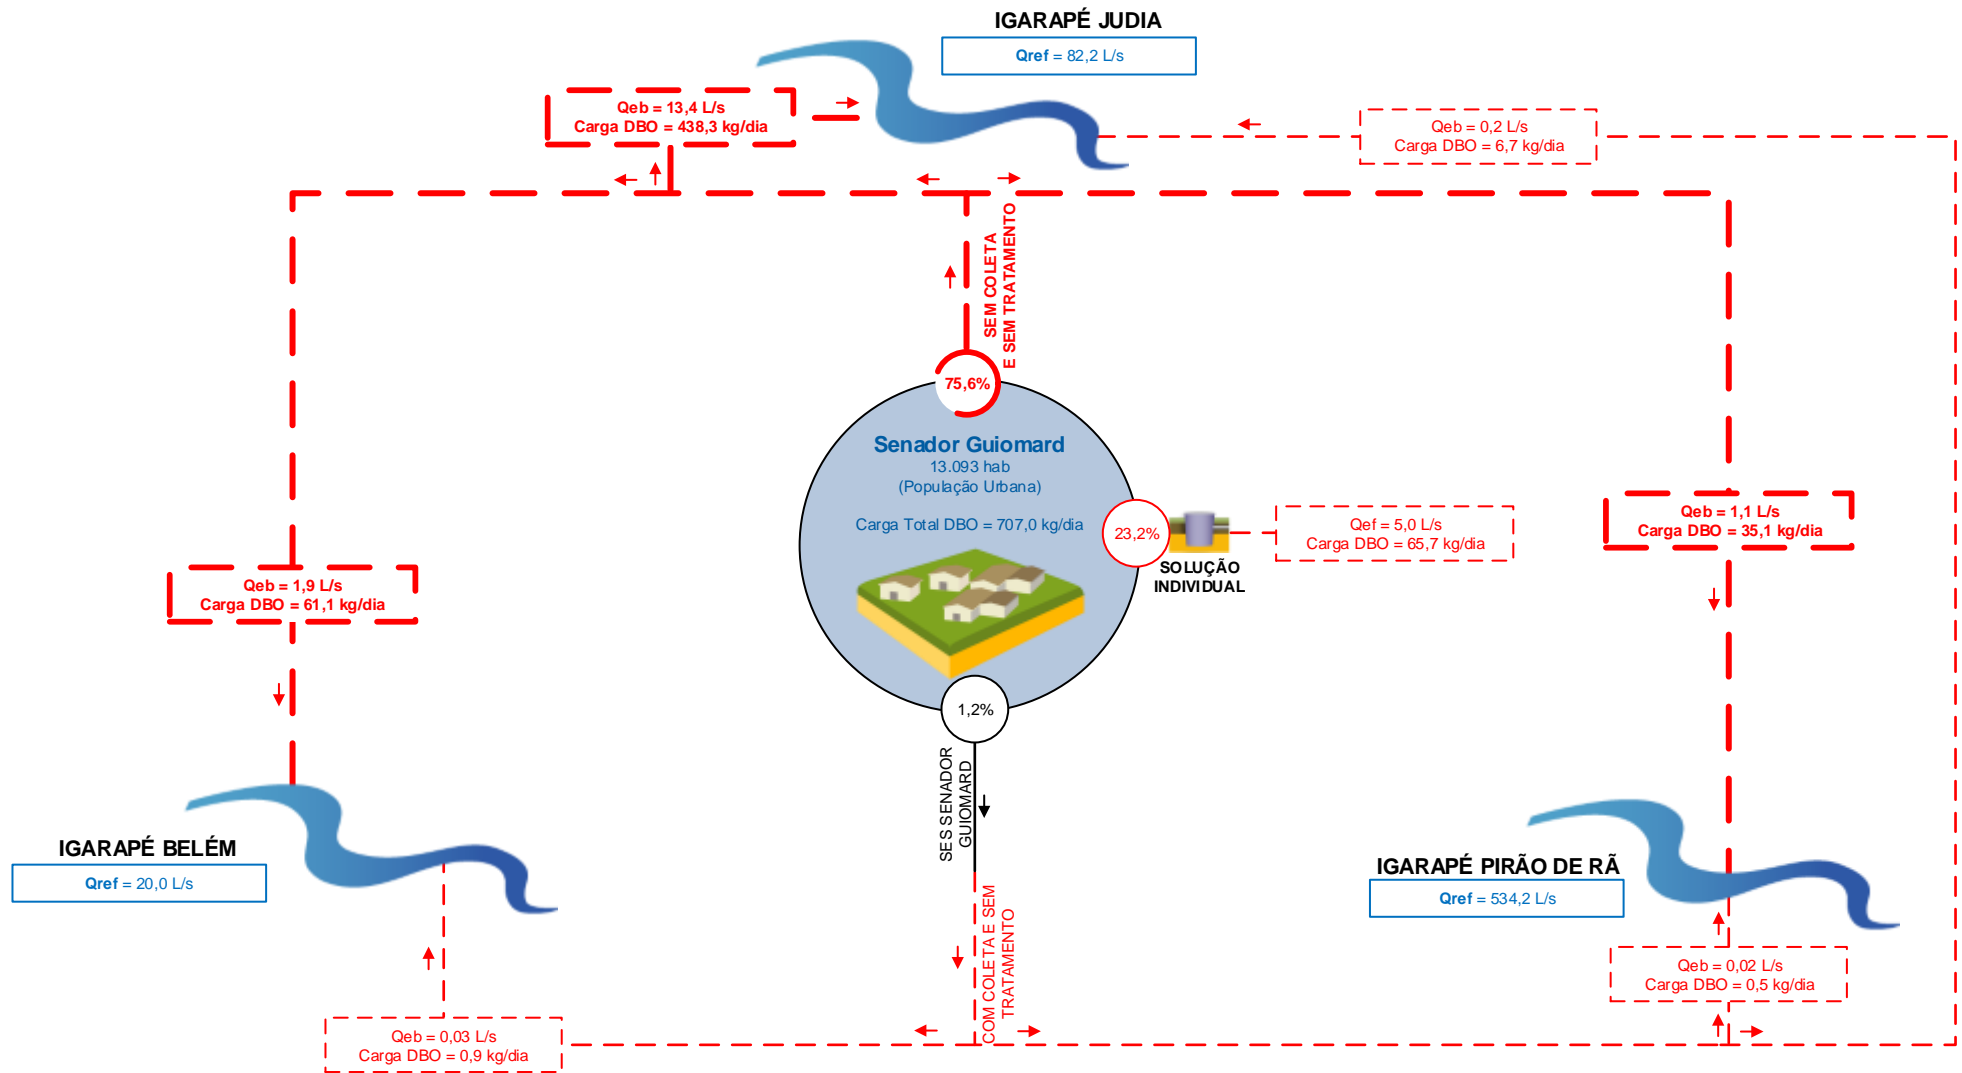 IGARAPÉ JUDIA
Qref = 82,2 L/s
Qeb = 13,4 L/s
Carga DBO = 438,3 kg/dia
Qeb = 0,2 L/s
Carga DBO = 6,7 kg/dia
SEM COLETA
E SEM TRATAMENTO
75,6%
Senador Guiomard
13.093 hab
(População Urbana)
Carga Total DBO = 707,0 kg/dia
23,2%
SOLUÇÃO
INDIVIDUAL
Qef = 5,0 L/s
Carga DBO = 65,7 kg/dia
Qeb = 1,1 L/s
Carga DBO = 35,1 kg/dia
Qeb = 1,9 L/s
Carga DBO = 61,1 kg/dia
1,2%
SES SENADOR
GUIOMARD
IGARAPÉ BELÉM
Qref = 20,0 L/s
IGARAPÉ PIRÃO DE RÃ
Qref = 534,2 L/s
COM COLETA E SEM
TRATAMENTO
Qeb = 0,02 L/s
Carga DBO = 0,5 kg/dia
Qeb = 0,03 L/s
Carga DBO = 0,9 kg/dia